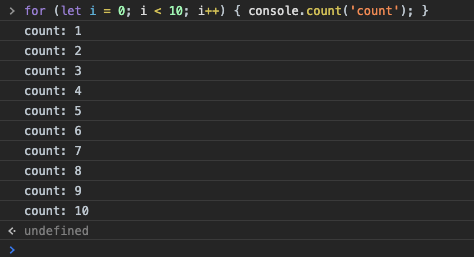 > for (let i = 0; i < 10; i++) { console.count('count'); }
count: 1
count: 2
count: 3
count: 4
count: 5
count: 6
count: 7
count: 8
count: 9
count: 10
undefined
>